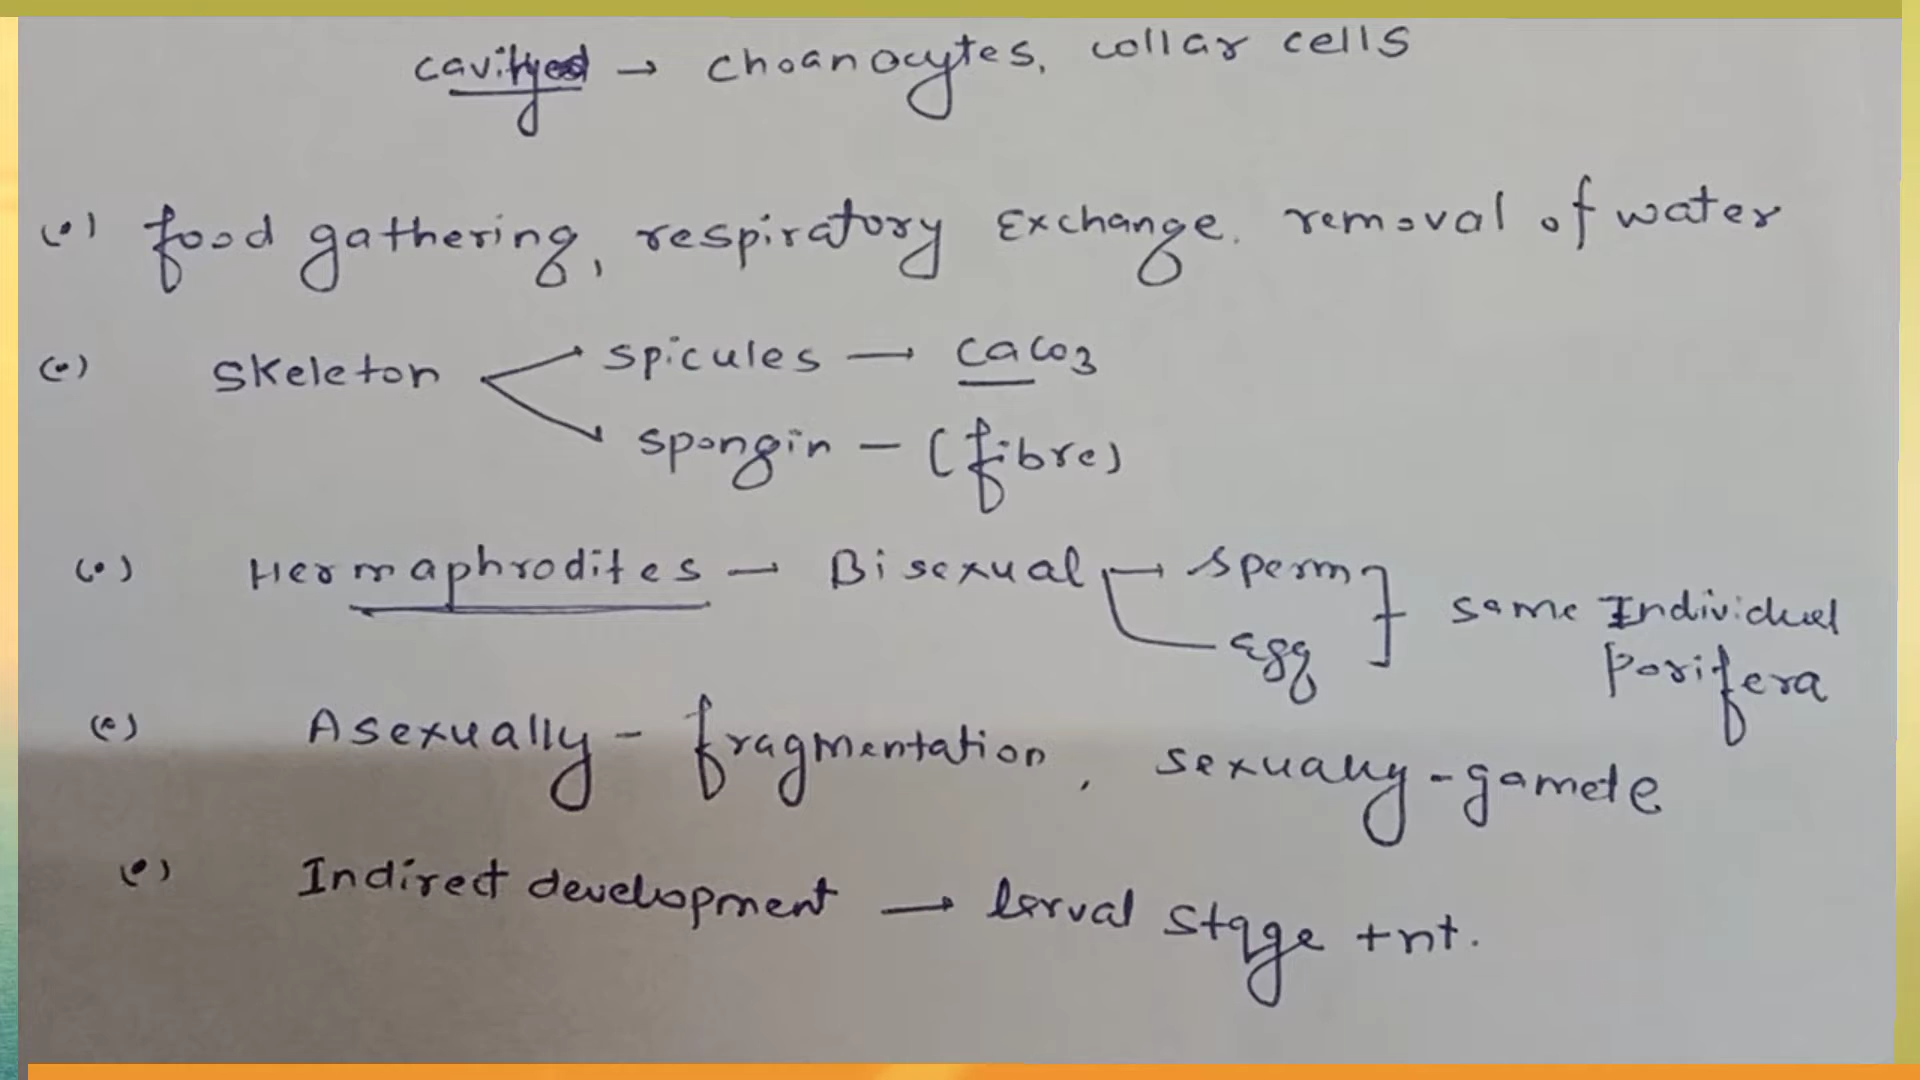 cavity → choanocytes, collar cells
(•) food gathering, respiratory Exchange. removal of water
(•) Skeleton → spicules → CaCO3
→ spongin - (fibre)
(•) Hermaphrodites → Bisexual → sperm
Egg } same Individual Porifera
(•) Asexually - fragmentation, sexually - gamete
(•) Indirect development → larval stage +nt.